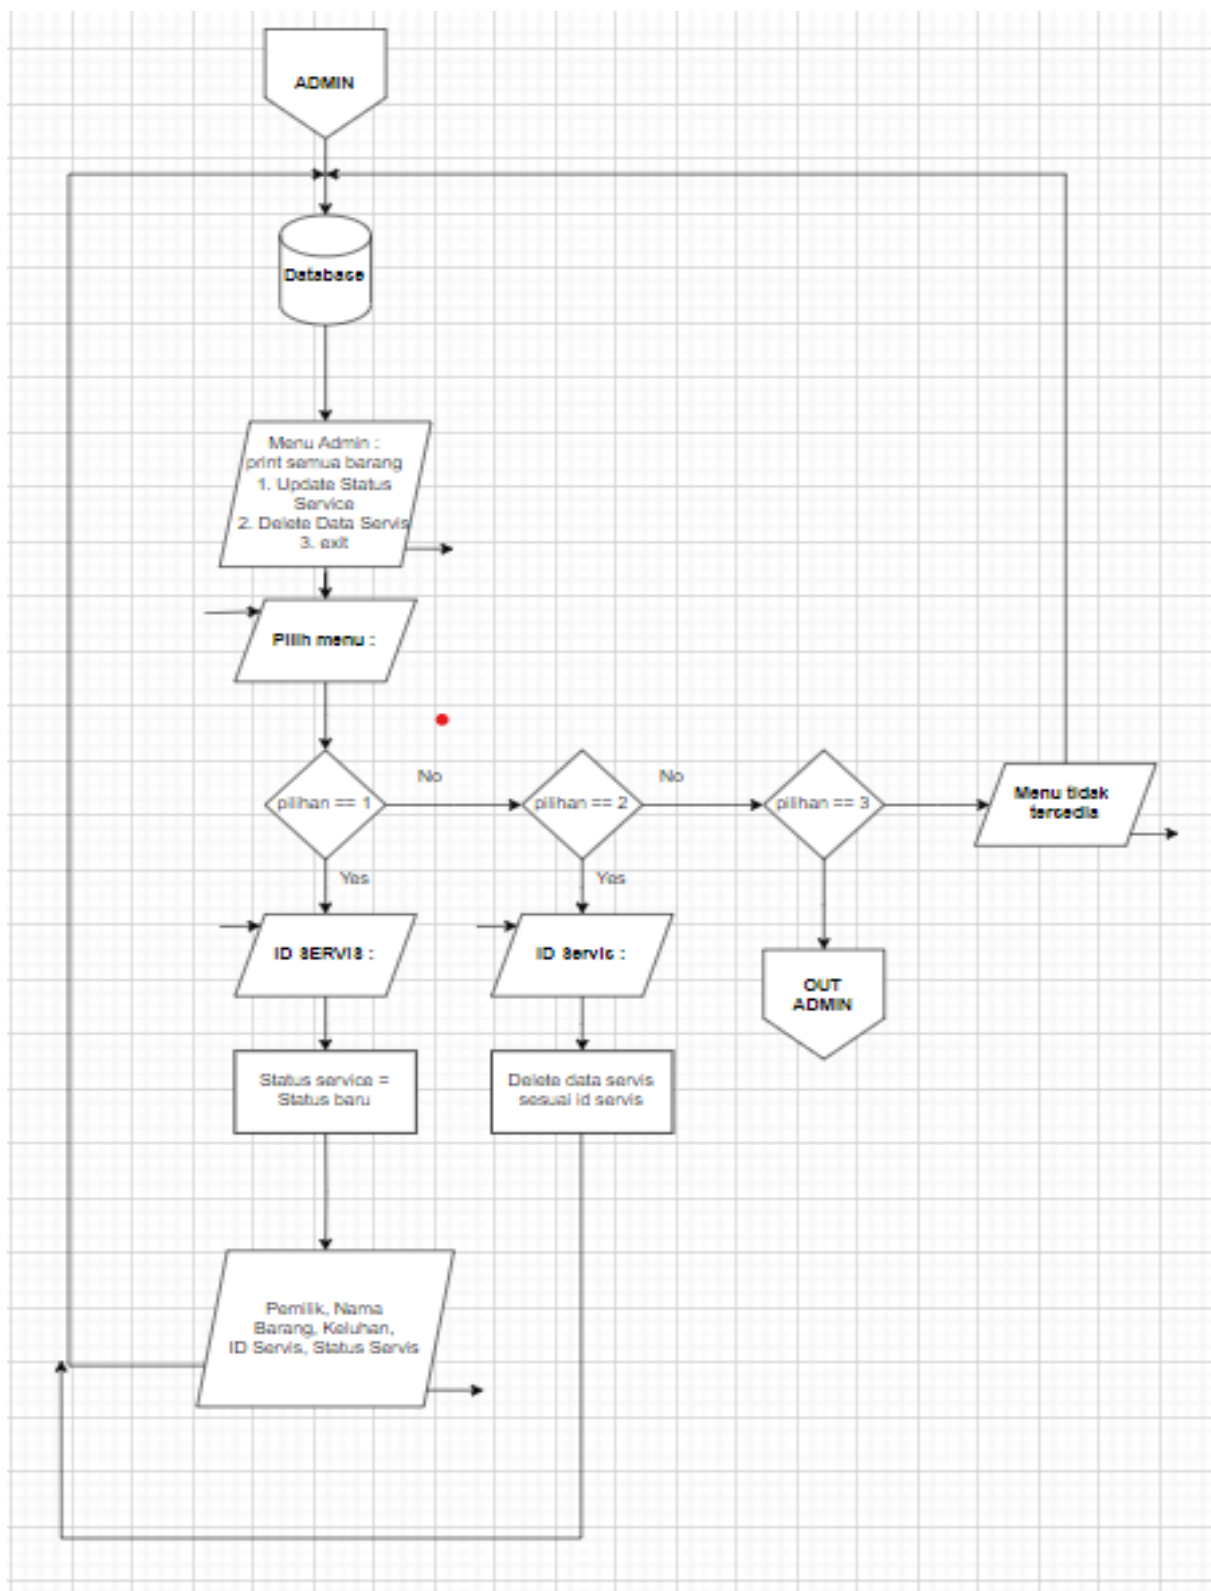 ADMIN
Database
Menu Admin :
print semua barang
1. Update Status
Service
2. Delete Data Servis
3. exit
Pilih menu :
pilihan == 1
No
pilihan == 2
No
pilihan == 3
Menu tidak
tersedia
Yes
Yes
ID SERVIS :
ID Servis :
OUT
ADMIN
Status service =
Status baru
Delete data servis
sesuai id servis
Pemilik, Nama
Barang, Keluhan,
ID Servis, Status Servis